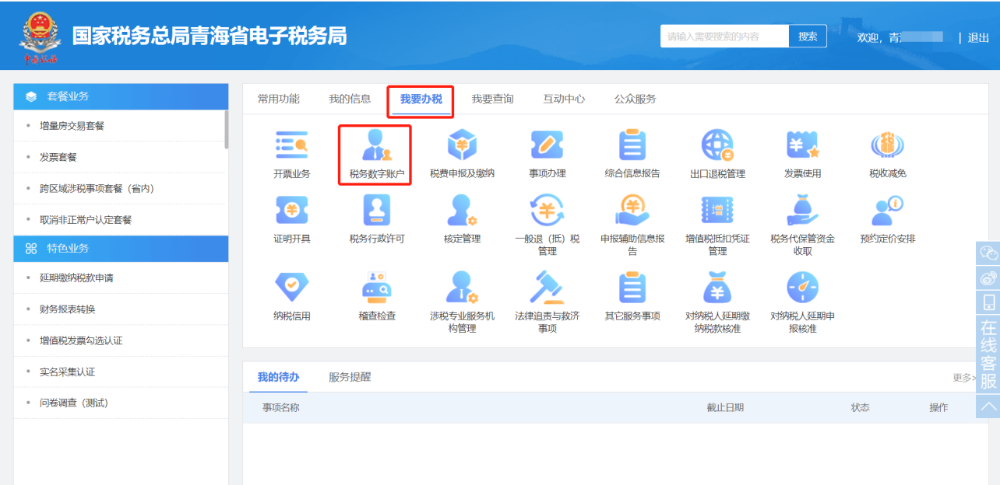 国家税务总局青海省电子税务局
中国税务
请输入需要搜索的内容
搜索
欢迎，青
| 退出
套餐业务
增量房交易套餐
发票套餐
跨区域涉税事项套餐（省内）
取消非正常户认定套餐
特色业务
延期缴纳税款申请
财务报表转换
增值税发票勾选认证
实名采集认证
问卷调查（测试）
常用功能 我的信息 我要办税 我要查询 互动中心 公众服务
开票业务 税务数字账户 税费申报及缴纳 事项办理 综合信息报告 出口退税管理 发票使用 税收减免
证明开具 税务行政许可 核定管理 一般退（抵）税 申报辅助信息报 增值税抵扣凭证 税务代保管资金 预约定价安排
管理 告 管理 收取
纳税信用 稽查检查 涉税专业服务机 法律追责与救济 其它服务事项 对纳税人延期缴 对纳税人延期申
构管理 事项 纳税款核准 报核准
我的待办 服务提醒 更多>
事项名称 截止日期 状态 操作
在线客服